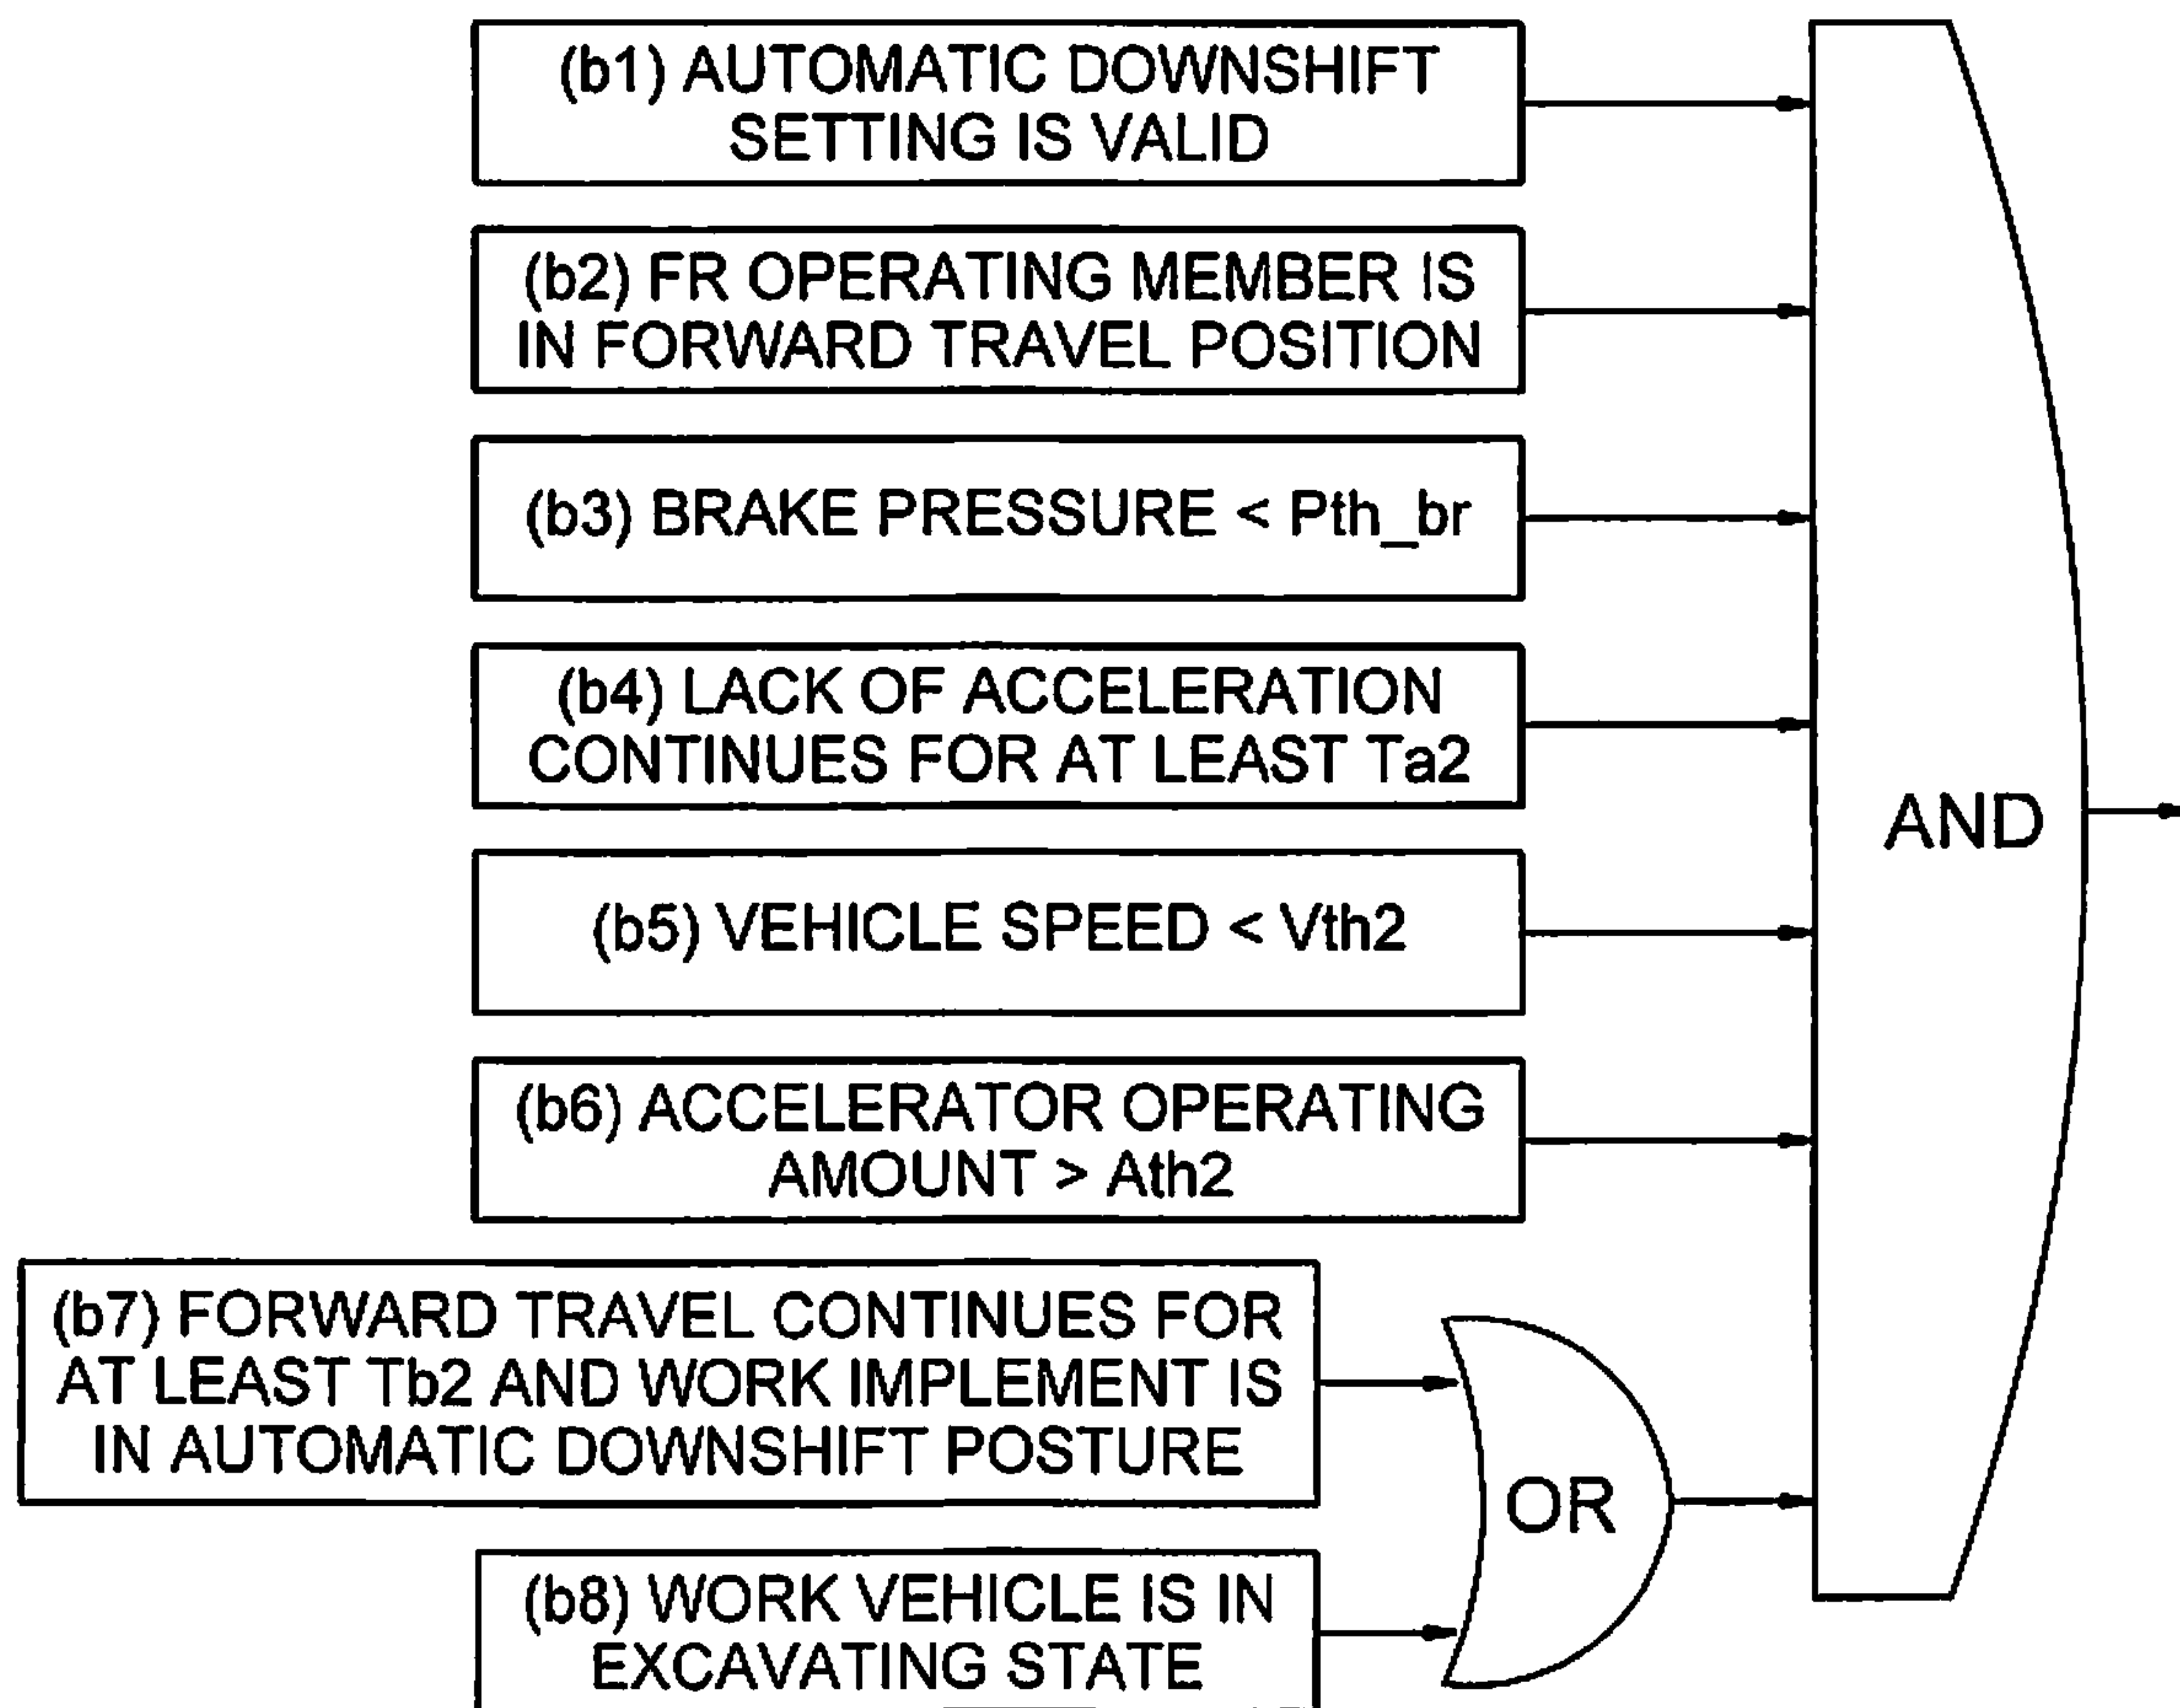 (b1) AUTOMATIC DOWNSHIFT
SETTING IS VALID
(b2) FR OPERATING MEMBER IS
IN FORWARD TRAVEL POSITION
(b3) BRAKE PRESSURE < Pth_br
(b4) LACK OF ACCELERATION
CONTINUES FOR AT LEAST Ta2
(b5) VEHICLE SPEED < Vth2
(b6) ACCELERATOR OPERATING
AMOUNT > Ath2
(b7) FORWARD TRAVEL CONTINUES FOR
AT LEAST Tb2 AND WORK IMPLEMENT IS
IN AUTOMATIC DOWNSHIFT POSTURE
(b8) WORK VEHICLE IS IN
EXCAVATING STATE
OR
AND